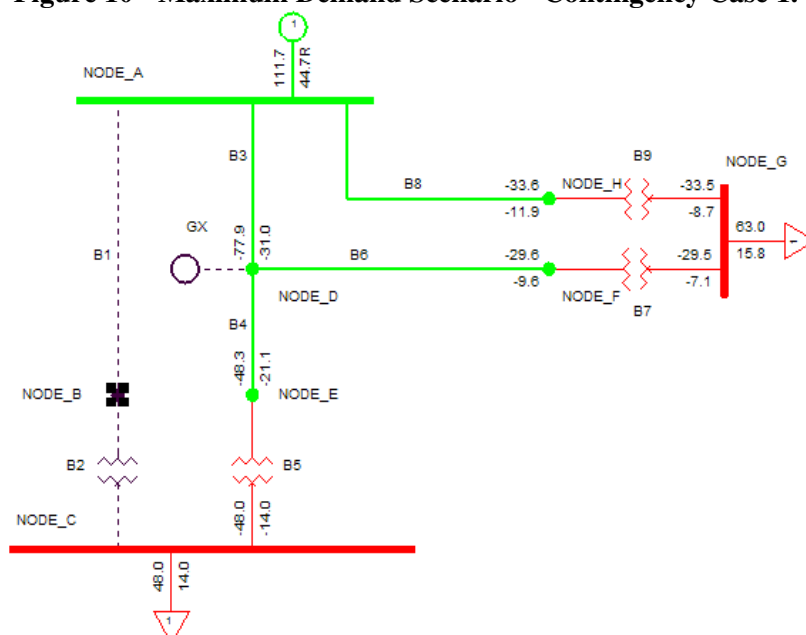 Figure 10 - Maximum Demand Scenario - Contingency Case 1.
1
111.7
44.7R
NODE_A
B3
B8
B9
NODE_G
-33.6
NODE_H
-33.5
-11.9
-8.7
63.0
15.8
1
GX
-77.9
-31.0
B6
-29.6
-29.5
-9.6
-7.1
B1
NODE_D
NODE_F
B7
B4
-48.3
-21.1
NODE_B
NODE_E
B2
B5
NODE_C
-48.0
-14.0
48.0
14.0
1